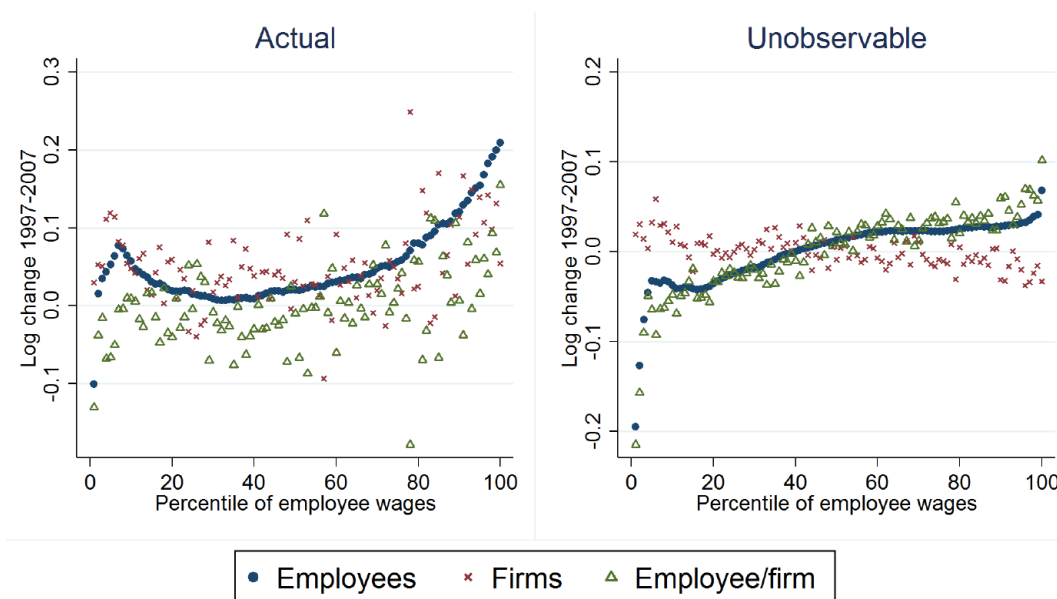 Actual
Unobservable
Log change 1997-2007
0.3
0.2
0.1
0.0
-0.1
0 20 40 60 80 100
Percentile of employee wages
Log change 1997-2007
0.2
0.1
0.0
-0.1
-0.2
0 20 40 60 80 100
Percentile of employee wages
Employees Firms Employee/firm